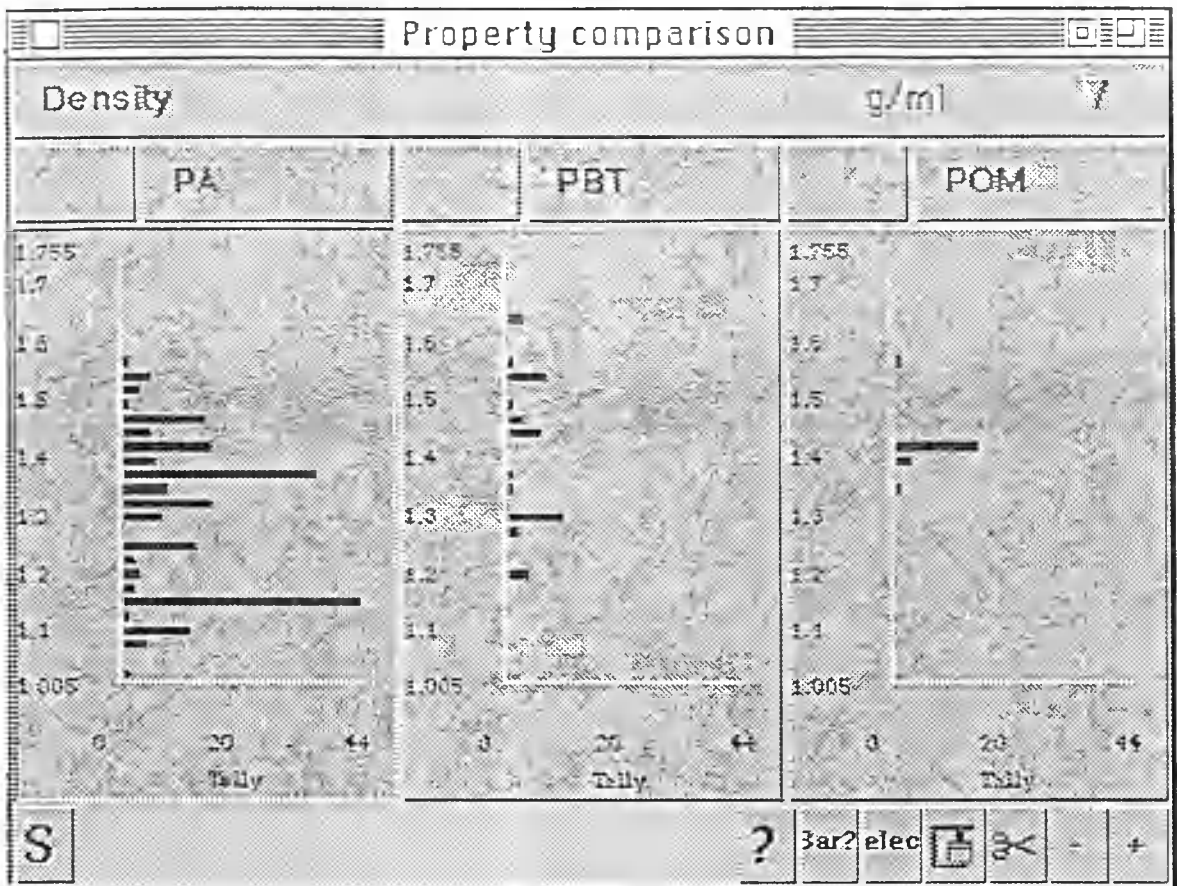 Property comparison
Density g/ml
PA PBT POM
1.755 1.755 1.755
1.7 1.7 1.7
1.6 1.6 1.6
1.5 1.5 1.5
1.4 1.4 1.4
1.3 1.3 1.3
1.2 1.2 1.2
1.1 1.1 1.1
1.005 1.005 1.005
0 20 44 0 20 44 0 20 44
Tally Tally Tally
S ? Bar? elec - +